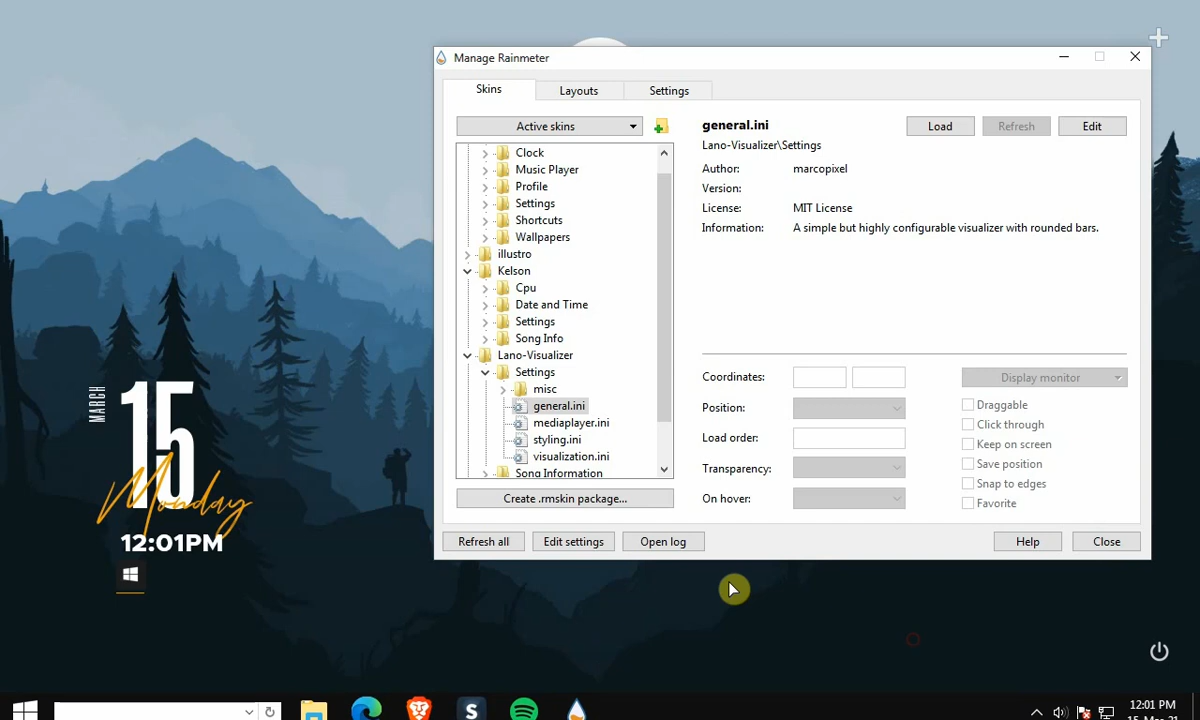 Manage Rainmeter
Skins
Layouts
Settings
Active skins
Clock
Music Player
Profile
Settings
Shortcuts
Wallpapers
illustro
Kelson
Cpu
Date and Time
Settings
Song Info
Lano-Visualizer
Settings
misc
general.ini
mediaplayer.ini
styling.ini
visualization.ini
Song Information
Create .rmskin package...
general.ini
Load
Refresh
Edit
Lano-Visualizer\Settings
Author: marcopixel
Version:
License: MIT License
Information: A simple but highly configurable visualizer with rounded bars.
Coordinates:
Display monitor
Position:
Draggable
Click through
Load order:
Keep on screen
Transparency:
Save position
Snap to edges
On hover:
Favorite
Refresh all
Edit settings
Open log
Help
Close
MARCH
15
Monday
12:01PM
S
12:01 PM
15-Mar-21